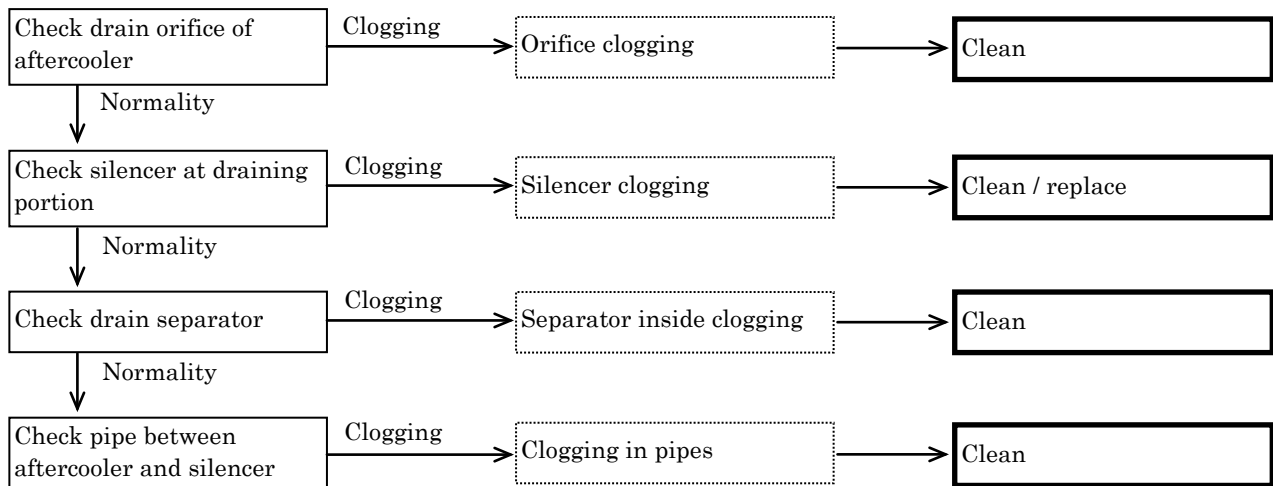 Check drain orifice of
aftercooler
Clogging
Orifice clogging
Clean
Normality
Check silencer at draining
portion
Clogging
Silencer clogging
Clean / replace
Normality
Check drain separator
Clogging
Separator inside clogging
Clean
Normality
Check pipe between
aftercooler and silencer
Clogging
Clogging in pipes
Clean